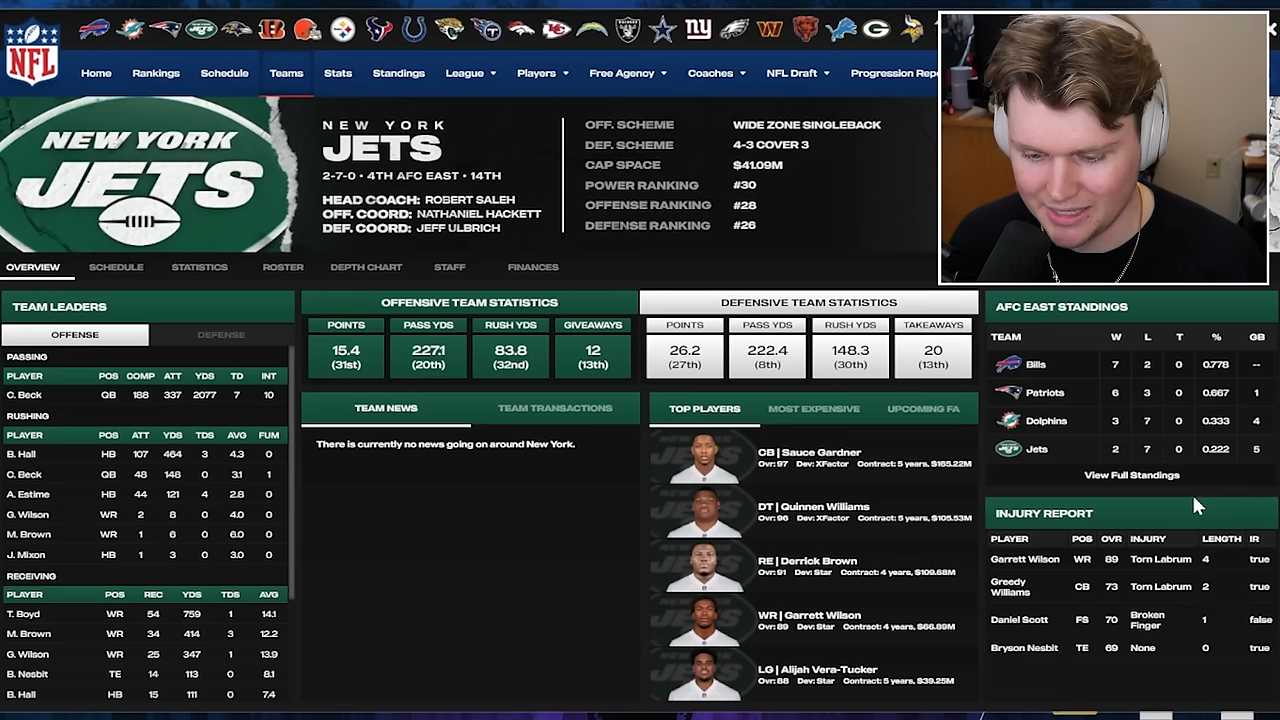 NFL
Home Rankings Schedule Teams Stats Standings League Players Free Agency Coaches NFL Draft Progression Repo
NEW YORK
JETS
NEW YORK
JETS
2-7-0 • 4TH AFC EAST • 14TH
HEAD COACH: ROBERT SALEH
OFF. COORD: NATHANIEL HACKETT
DEF. COORD: JEFF ULBRICH
OFF. SCHEME WIDE ZONE SINGLEBACK
DEF. SCHEME 4-3 COVER 3
CAP SPACE $41.09M
POWER RANKING #30
OFFENSE RANKING #28
DEFENSE RANKING #26
OVERVIEW SCHEDULE STATISTICS ROSTER DEPTH CHART STAFF FINANCES
TEAM LEADERS
OFFENSE DEFENSE
PASSING
PLAYER POS COMP ATT YDS TD INT
C. Beck QB 188 337 2077 7 10
RUSHING
PLAYER POS ATT YDS TDS AVG FUM
B. Hall HB 107 464 3 4.3 0
C. Beck QB 48 148 0 3.1 1
A. Estime HB 44 121 4 2.8 0
G. Wilson WR 2 8 0 4.0 0
M. Brown WR 1 6 0 6.0 0
J. Mixon HB 1 3 0 3.0 0
RECEIVING
PLAYER POS REC YDS TDS AVG
T. Boyd WR 54 759 1 14.1
M. Brown WR 34 414 3 12.2
G. Wilson WR 25 347 1 13.9
B. Nesbit TE 14 113 0 8.1
B. Hall HB 15 111 0 7.4
OFFENSIVE TEAM STATISTICS
POINTS PASS YDS RUSH YDS GIVEAWAYS
15.4 227.1 83.8 12
(31st) (20th) (32nd) (13th)
DEFENSIVE TEAM STATISTICS
POINTS PASS YDS RUSH YDS TAKEAWAYS
26.2 222.4 148.3 20
(27th) (8th) (30th) (13th)
TEAM NEWS TEAM TRANSACTIONS
There is currently no news going on around New York.
TOP PLAYERS MOST EXPENSIVE UPCOMING FA
CB | Sauce Gardner
Ovr: 97 Dev: XFactor Contract: 5 years, $165.22M
DT | Quinnen Williams
Ovr: 96 Dev: XFactor Contract: 5 years, $105.53M
RE | Derrick Brown
Ovr: 91 Dev: Star Contract: 4 years, $109.68M
WR | Garrett Wilson
Ovr: 89 Dev: Star Contract: 4 years, $66.89M
LG | Alijah Vera-Tucker
Ovr: 88 Dev: Star Contract: 5 years, $39.25M
AFC EAST STANDINGS
TEAM W L T % GB
Bills 7 2 0 0.778 --
Patriots 6 3 0 0.667 1
Dolphins 3 7 0 0.333 4
Jets 2 7 0 0.222 5
View Full Standings
INJURY REPORT
PLAYER POS OVR INJURY LENGTH IR
Garrett Wilson WR 89 Torn Labrum 4 true
Greedy Williams CB 73 Torn Labrum 2 true
Daniel Scott FS 70 Broken Finger 1 false
Bryson Nesbit TE 69 None 0 true